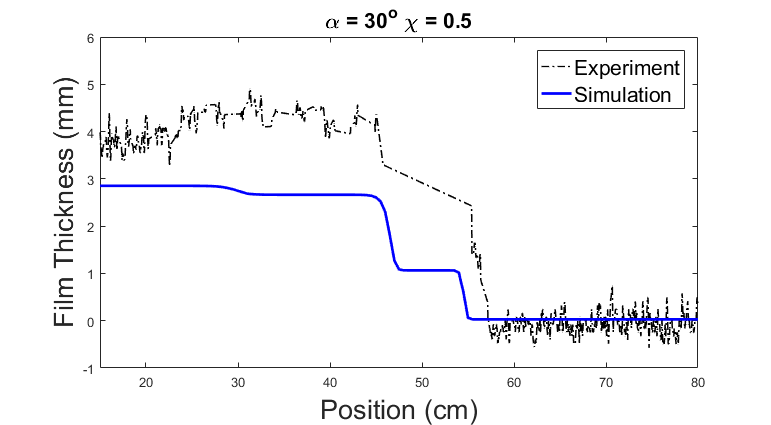 α = 30° χ = 0.5
6
5
4
3
2
1
0
-1
Film Thickness (mm)
Experiment
Simulation
20 30 40 50 60 70 80
Position (cm)